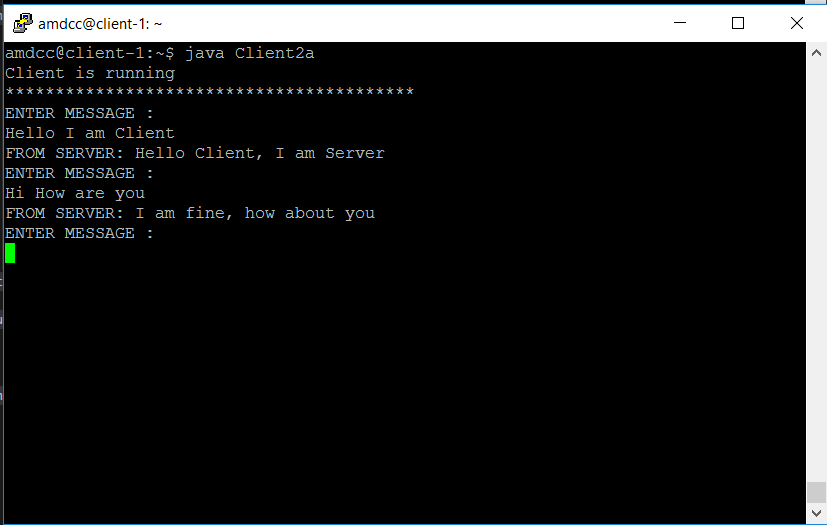 amdcc@client-1: ~
amdcc@client-1:~$ java Client2a
Client is running
*****************************************
ENTER MESSAGE :
Hello I am Client
FROM SERVER: Hello Client, I am Server
ENTER MESSAGE :
Hi How are you
FROM SERVER: I am fine, how about you
ENTER MESSAGE :